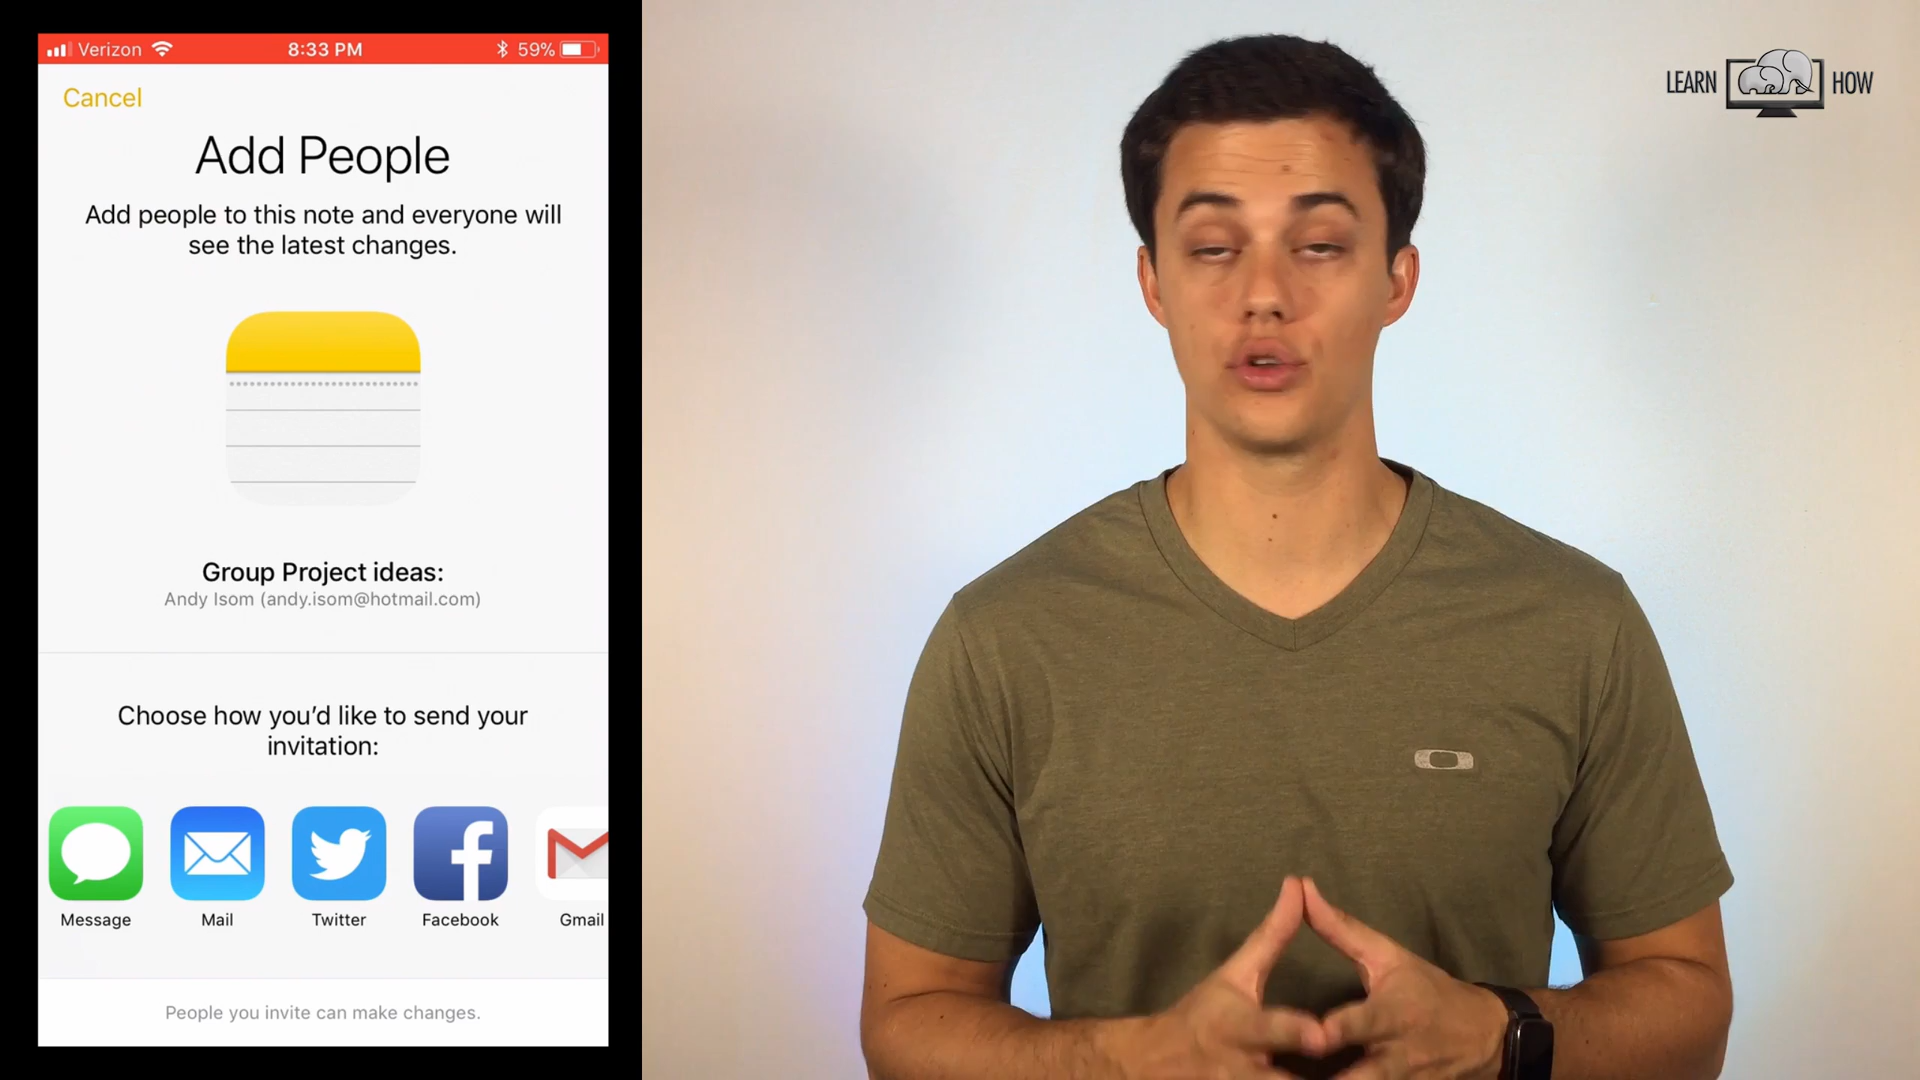 Verizon 8:33 PM 59%
Cancel
Add People
Add people to this note and everyone will
see the latest changes.
Group Project ideas:
Andy Isom (andy.isom@hotmail.com)
Choose how you’d like to send your
invitation:
Message Mail Twitter Facebook Gmail
People you invite can make changes.
LEARN HOW